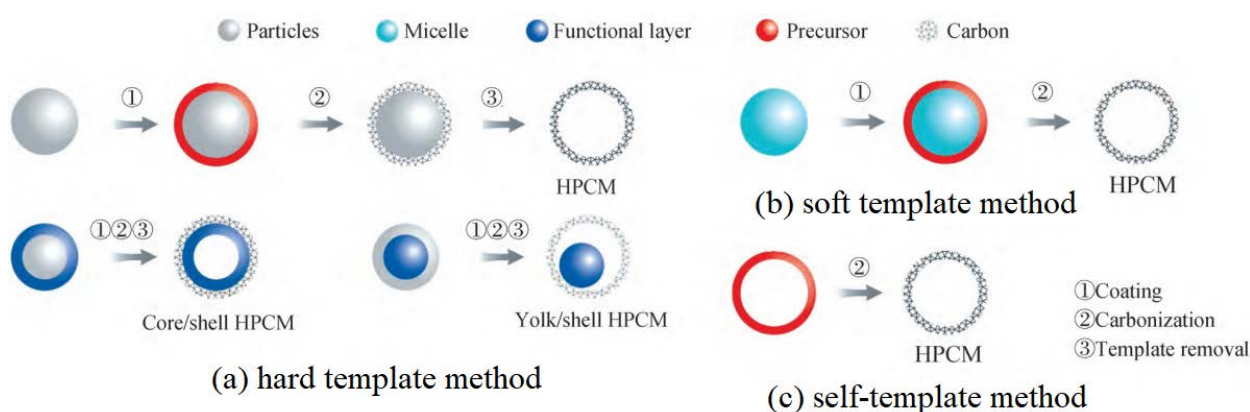 Particles Micelle Functional layer Precursor Carbon
① ② ③
HPCM
①②③ ①②③
Core/shell HPCM Yolk/shell HPCM
(a) hard template method
① ②
HPCM
(b) soft template method
②
HPCM
①Coating
②Carbonization
③Template removal
(c) self-template method